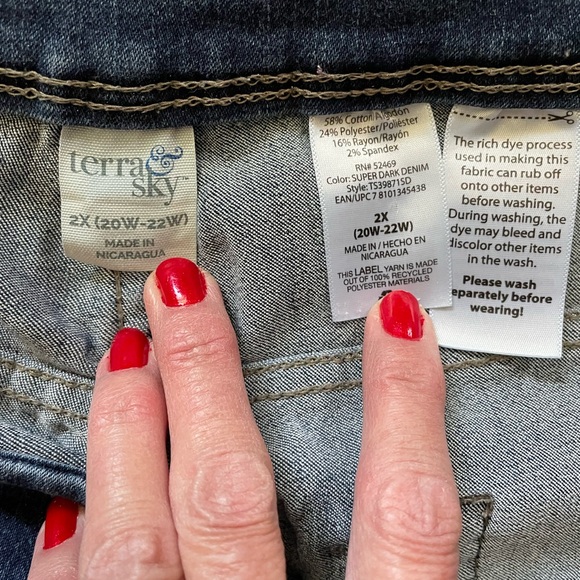 terra & sky™
2X (20W-22W)
MADE IN
NICARAGUA
58% Cotton/Algodon
24% Polyester/Poliéster
16% Rayon/Rayón
2% Spandex
RN# 52469
Color: SUPER DARK DENIM
Style: TS39871SD
EAN/UPC 7 8101345438
2X
(20W-22W)
MADE IN / HECHO EN
NICARAGUA
THIS LABEL YARN IS MADE
OUT OF 100% RECYCLED
POLYESTER MATERIALS
The rich dye process
used in making this
fabric can rub off
onto other items
before washing.
During washing, the
dye may bleed and
discolor other items
in the wash.
Please wash
eparately before
wearing!